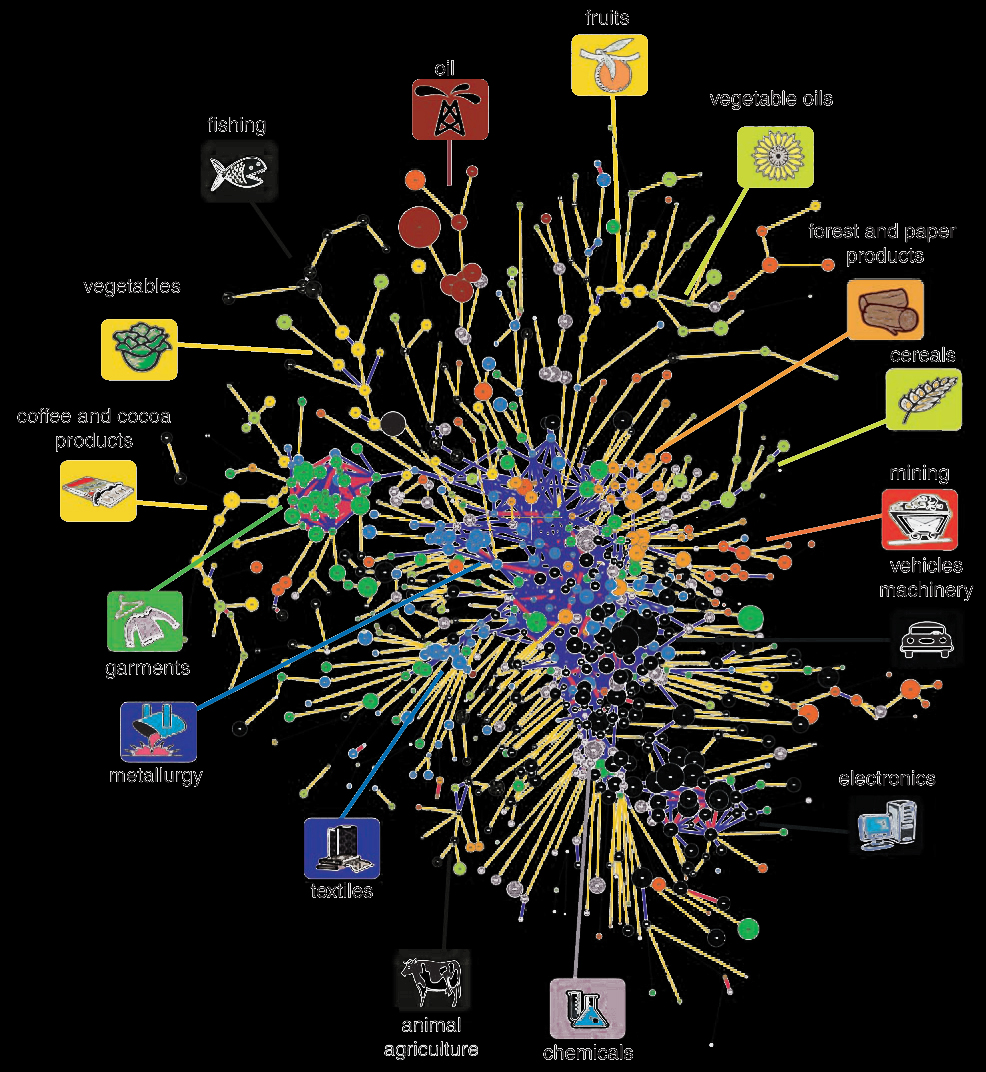 fruits
oil
vegetable oils
fishing
forest and paper
products
vegetables
cereals
coffee and cocoa
products
mining
vehicles
machinery
garments
metallurgy
electronics
textiles
animal
agriculture
chemicals